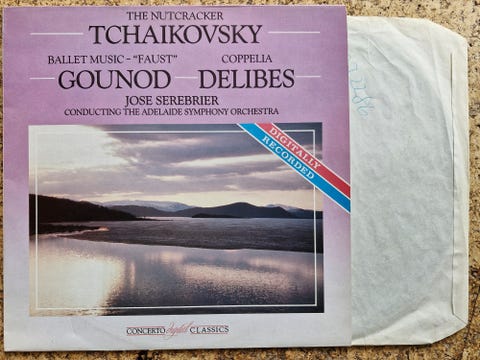 THE NUTCRACKER
TCHAIKOVSKY
BALLET MUSIC – "FAUST" COPPELIA
GOUNOD DELIBES
JOSE SEREBRIER
CONDUCTING THE ADELAIDE SYMPHONY ORCHESTRA
DIGITALLY
RECORDED
CONCERTO digital CLASSICS